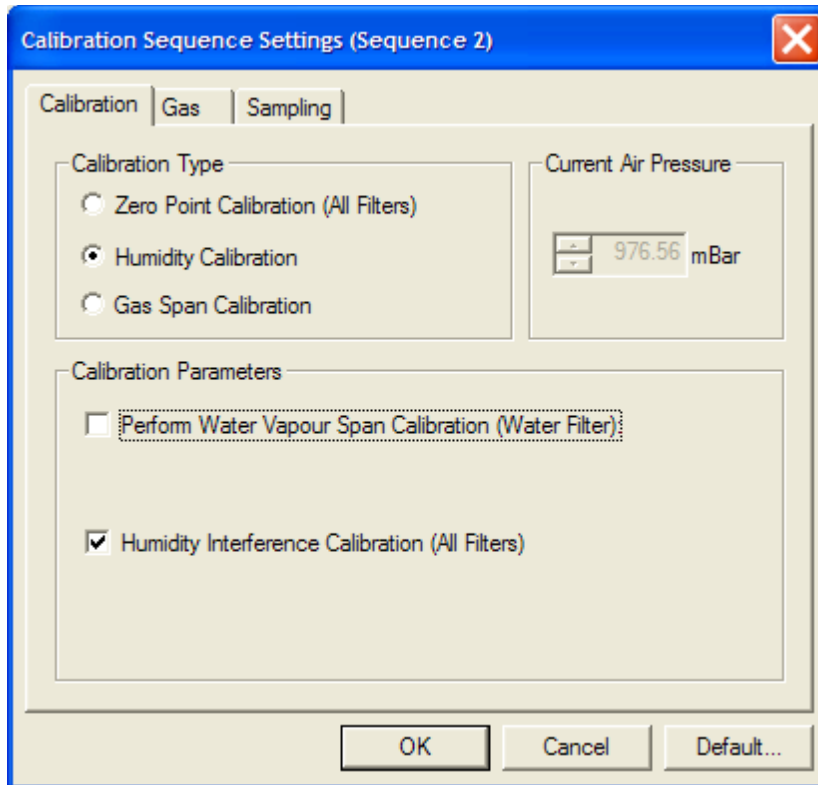 Calibration Sequence Settings (Sequence 2)
Calibration Gas Sampling
Calibration Type
Zero Point Calibration (All Filters)
Humidity Calibration
Gas Span Calibration
Current Air Pressure
976.56 mBar
Calibration Parameters
Perform Water Vapour Span Calibration (Water Filter).
Humidity Interference Calibration (All Filters)
OK Cancel Default...